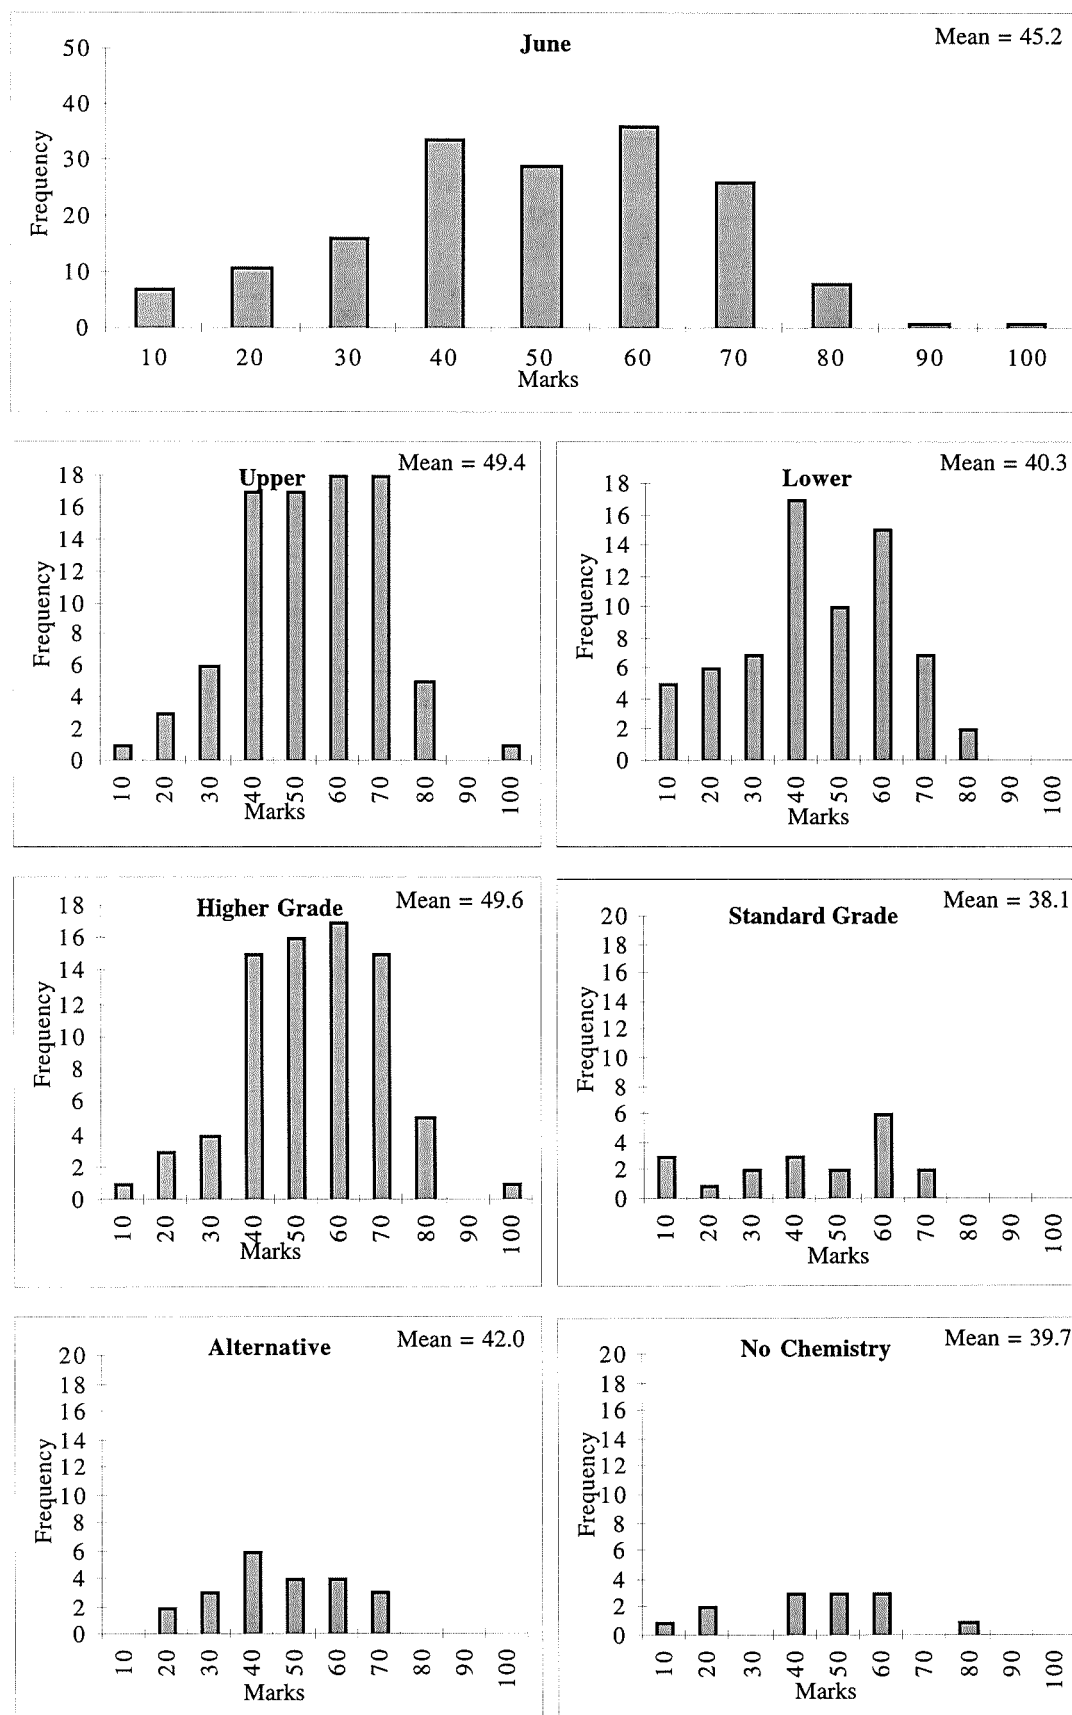 June
Mean = 45.2
50
40
30
20
10
0
Frequency
10 20 30 40 50 60 70 80 90 100
Marks
Upper
Mean = 49.4
18
16
14
12
10
8
6
4
2
0
Frequency
10 20 30 40 50 60 70 80 90 100
Marks
Lower
Mean = 40.3
18
16
14
12
10
8
6
4
2
0
Frequency
10 20 30 40 50 60 70 80 90 100
Marks
Higher Grade
Mean = 49.6
18
16
14
12
10
8
6
4
2
0
Frequency
10 20 30 40 50 60 70 80 90 100
Marks
Standard Grade
Mean = 38.1
20
18
16
14
12
10
8
6
4
2
0
Frequency
10 20 30 40 50 60 70 80 90 100
Marks
Alternative
Mean = 42.0
20
18
16
14
12
10
8
6
4
2
0
Frequency
10 20 30 40 50 60 70 80 90 100
Marks
No Chemistry
Mean = 39.7
20
18
16
14
12
10
8
6
4
2
0
Frequency
10 20 30 40 50 60 70 80 90 100
Marks